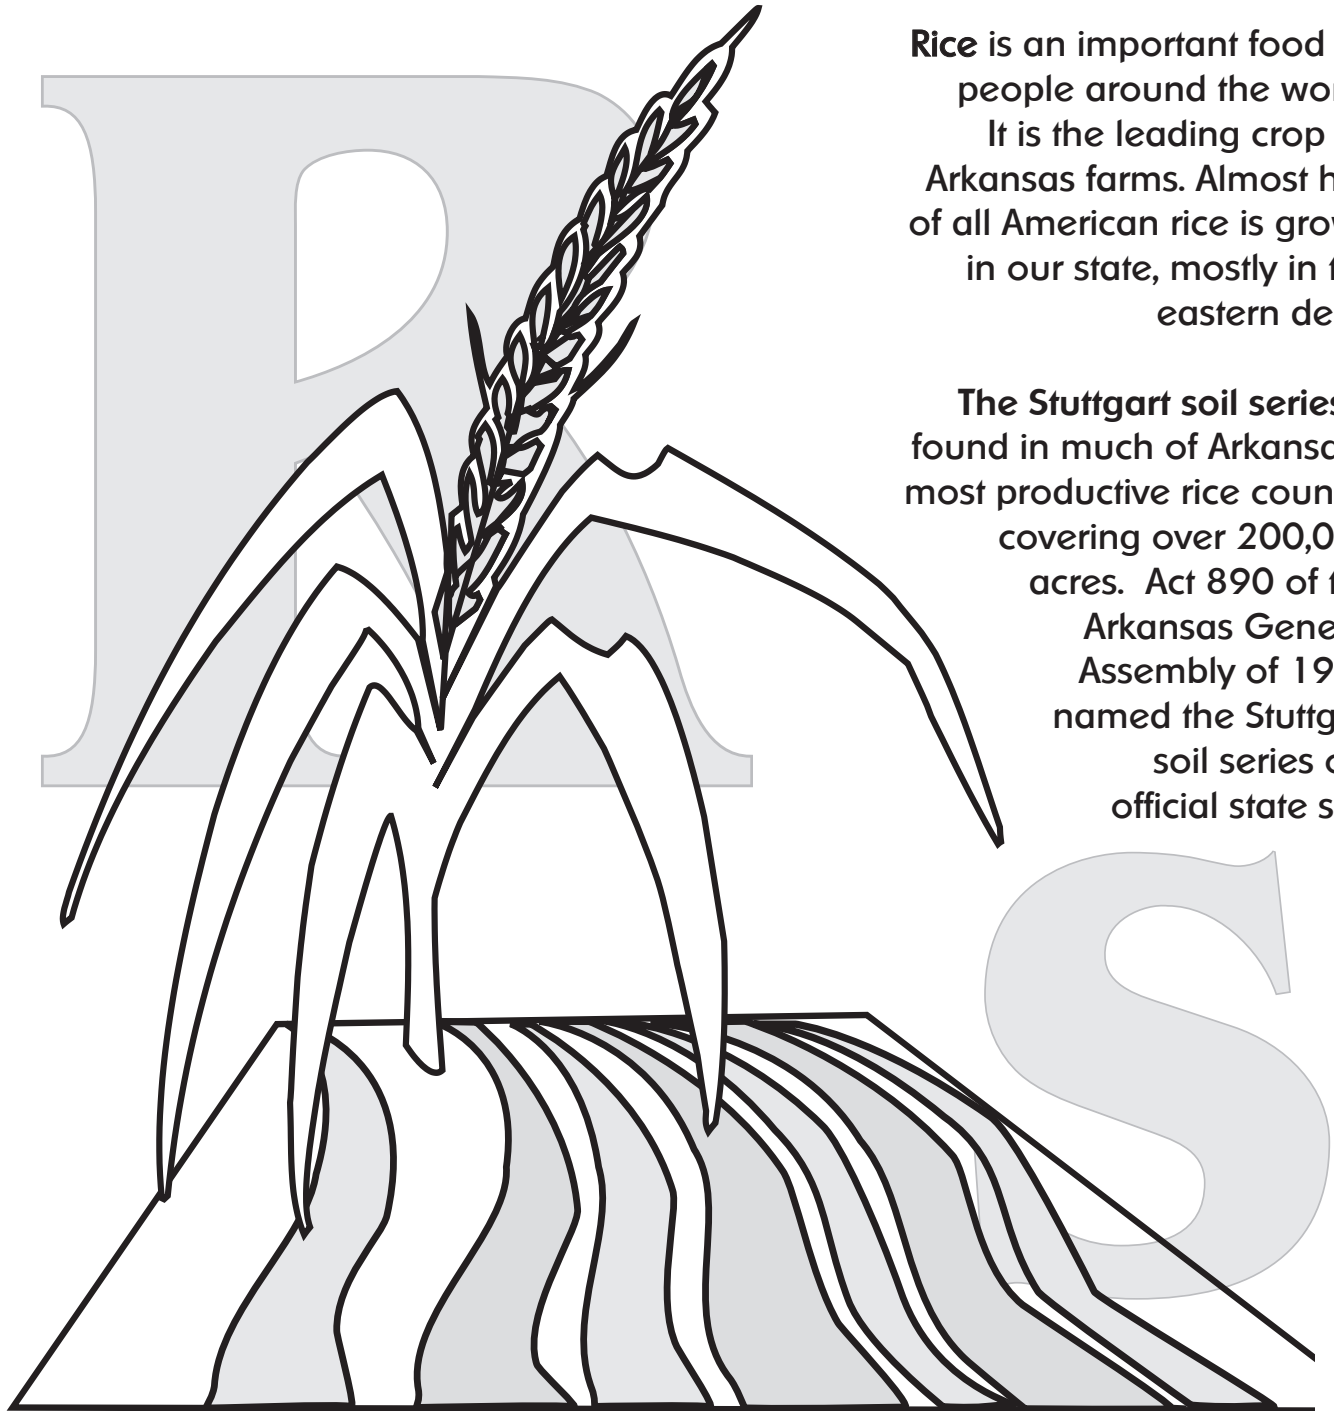 R
Rice is an important food
people around the wor
It is the leading crop
Arkansas farms. Almost h
of all American rice is grow
in our state, mostly in t
eastern de
The Stuttgart soil series
found in much of Arkansa
most productive rice coun
covering over 200,0
acres. Act 890 of t
Arkansas Gene
Assembly of 19
named the Stuttg
soil series
official state s
S